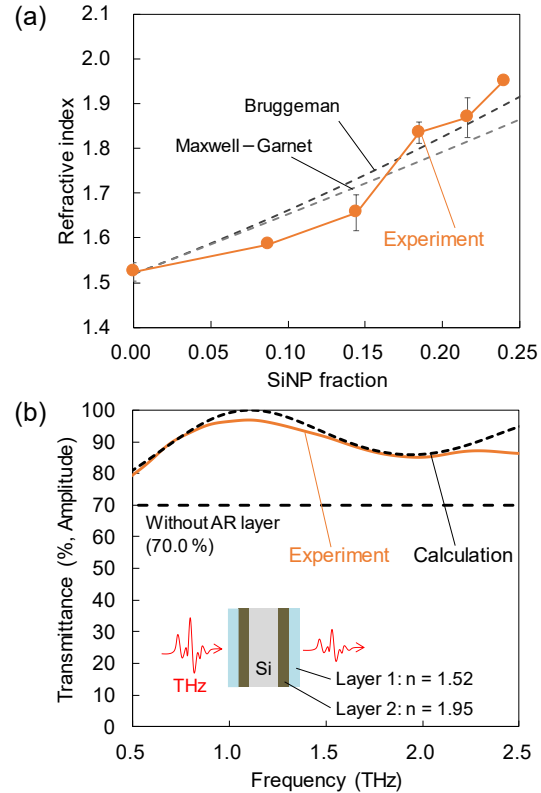 (a)
2.1
2.0
1.9
1.8
1.7
1.6
1.5
1.4
Refractive index
Bruggeman
Maxwell–Garnet
Experiment
0.00
0.05
0.10
0.15
0.20
0.25
SiNP fraction
(b)
100
90
80
70
60
50
40
30
20
10
0
Transmittance (%, Amplitude)
Without AR layer
(70.0 %)
Experiment
Calculation
THz
Si
Layer 1: n = 1.52
Layer 2: n = 1.95
0.5
1.0
1.5
2.0
2.5
Frequency (THz)